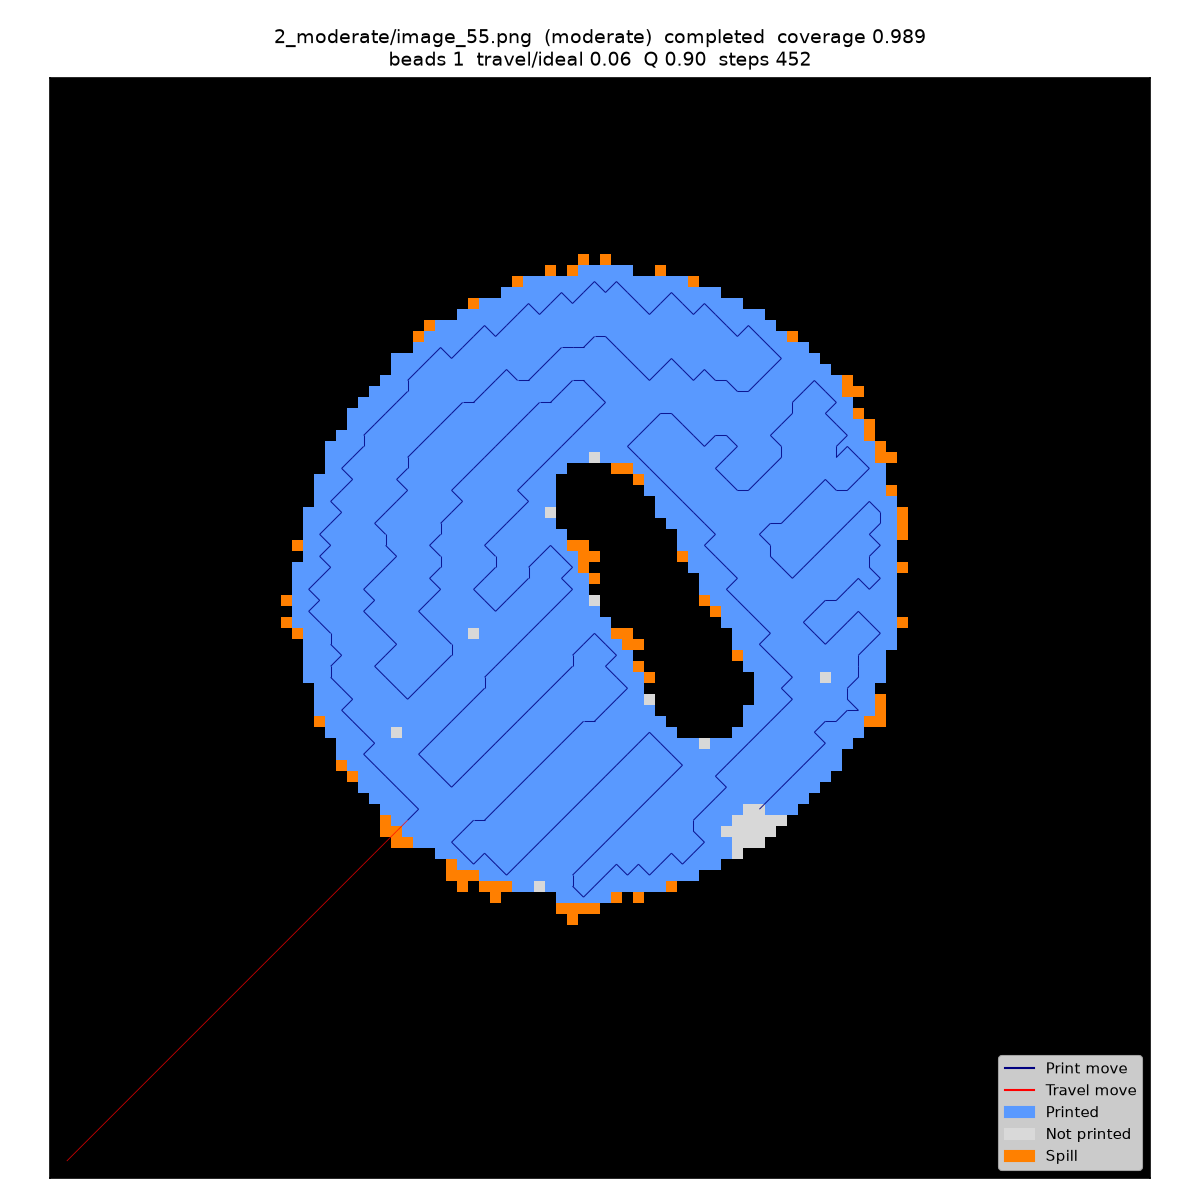 2_moderate/image_55.png  (moderate)  completed  coverage 0.989
beads 1  travel/ideal 0.06  Q 0.90  steps 452
Print move
Travel move
Printed
Not printed
Spill